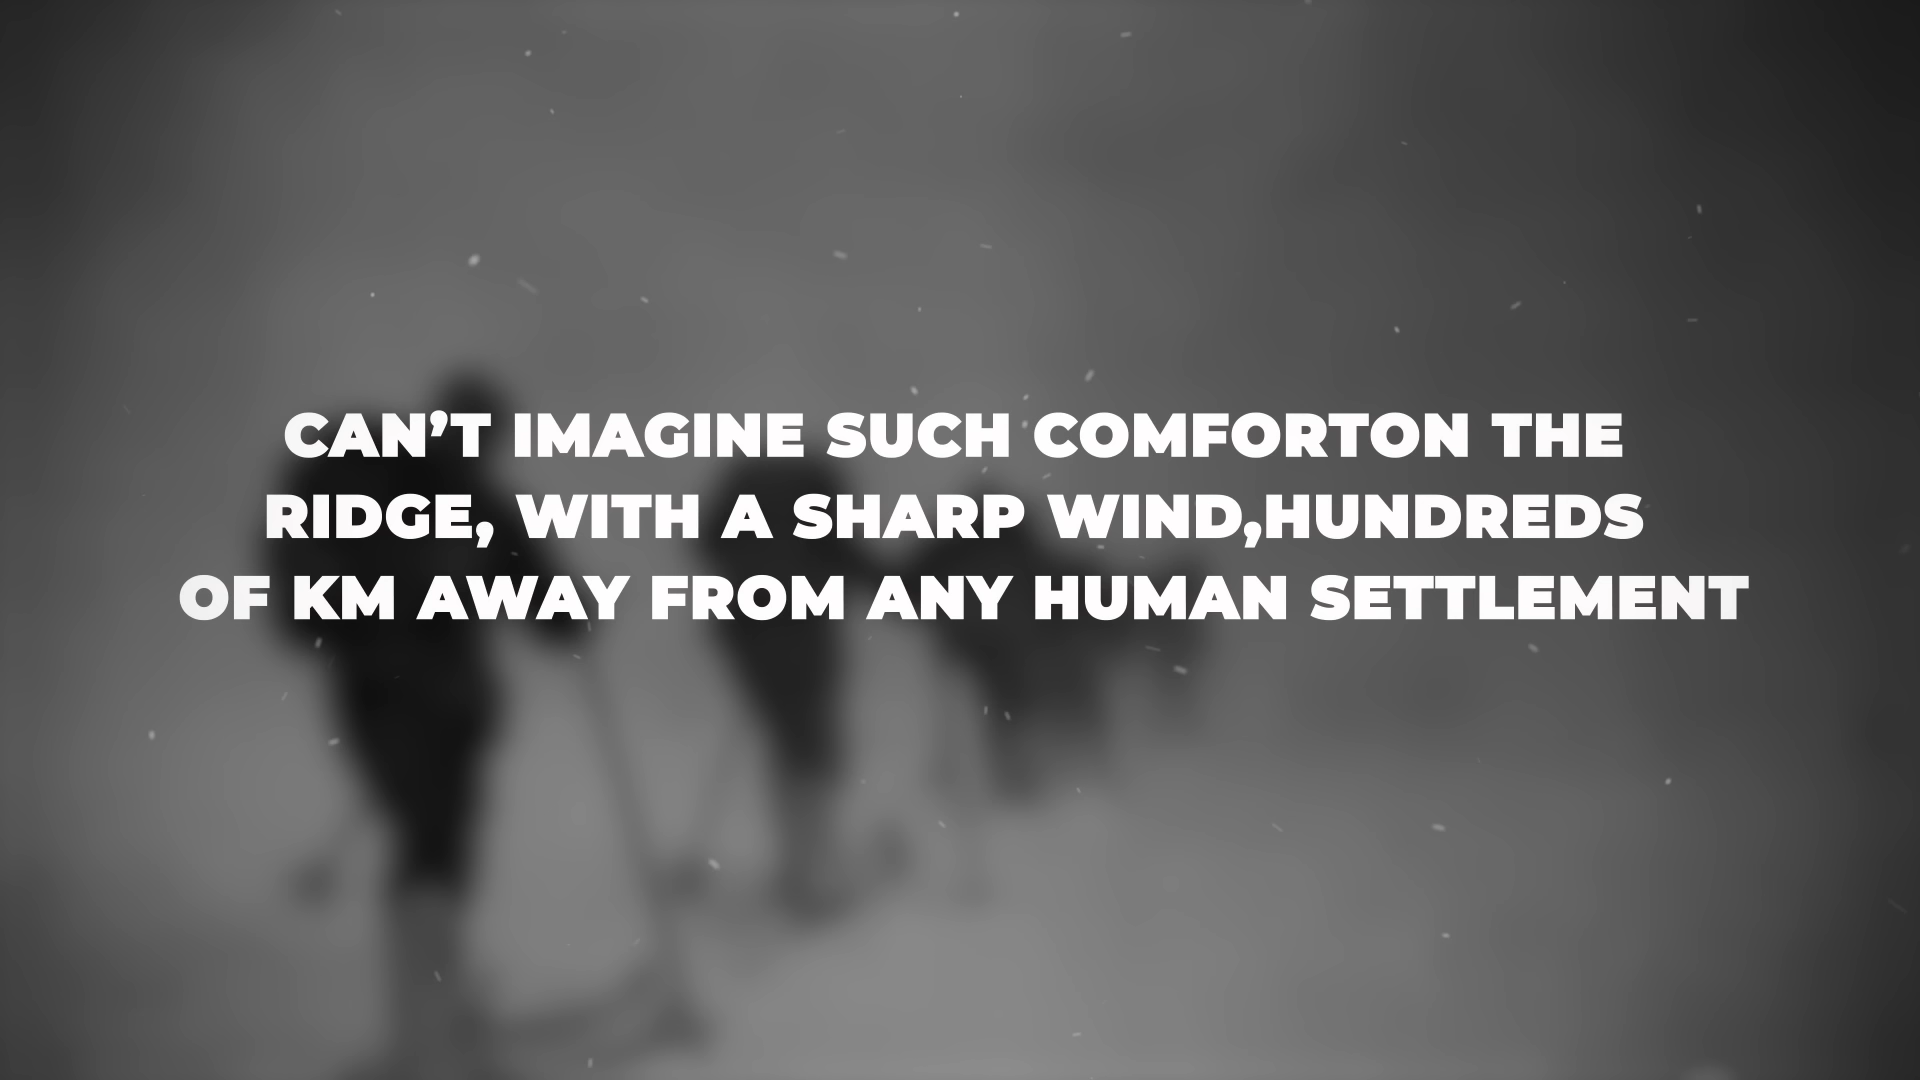 CAN’T IMAGINE SUCH COMFORTON THE
RIDGE, WITH A SHARP WIND,HUNDREDS
OF KM AWAY FROM ANY HUMAN SETTLEMENT